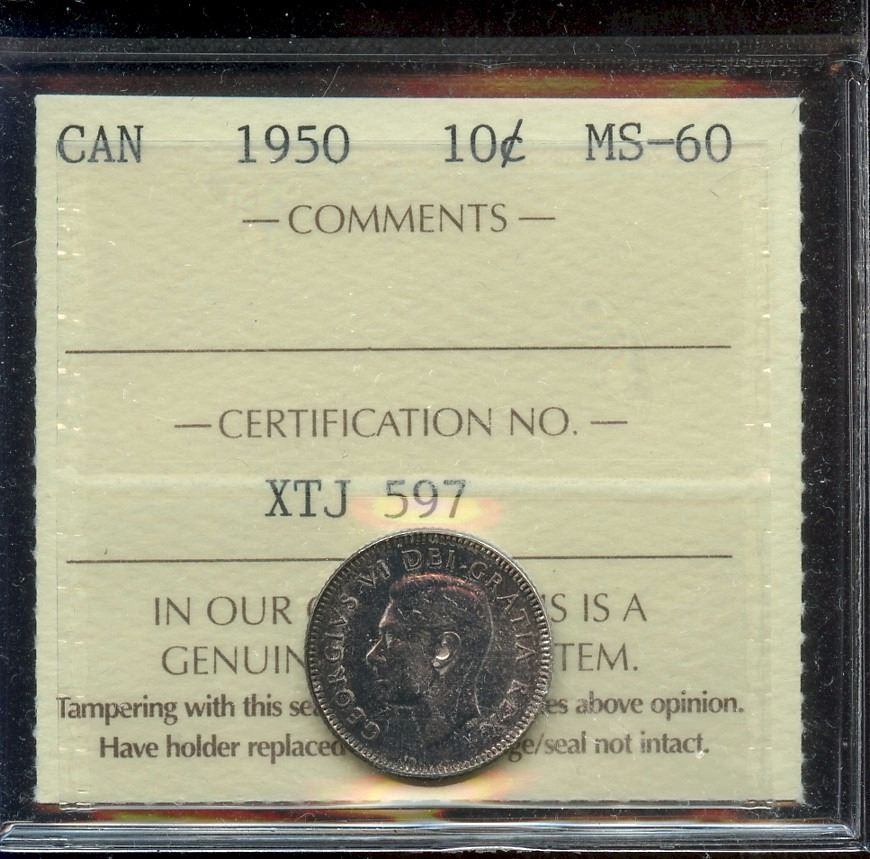 CAN 1950 10¢ MS-60
— COMMENTS —
— CERTIFICATION NO. —
XTJ 597
GEORGIVS VI DEI·GRATIA REX
IN OUR S IS A
GENUIN TEM.
Tampering with this se es above opinion.
Have holder replaced ge/seal not intact.